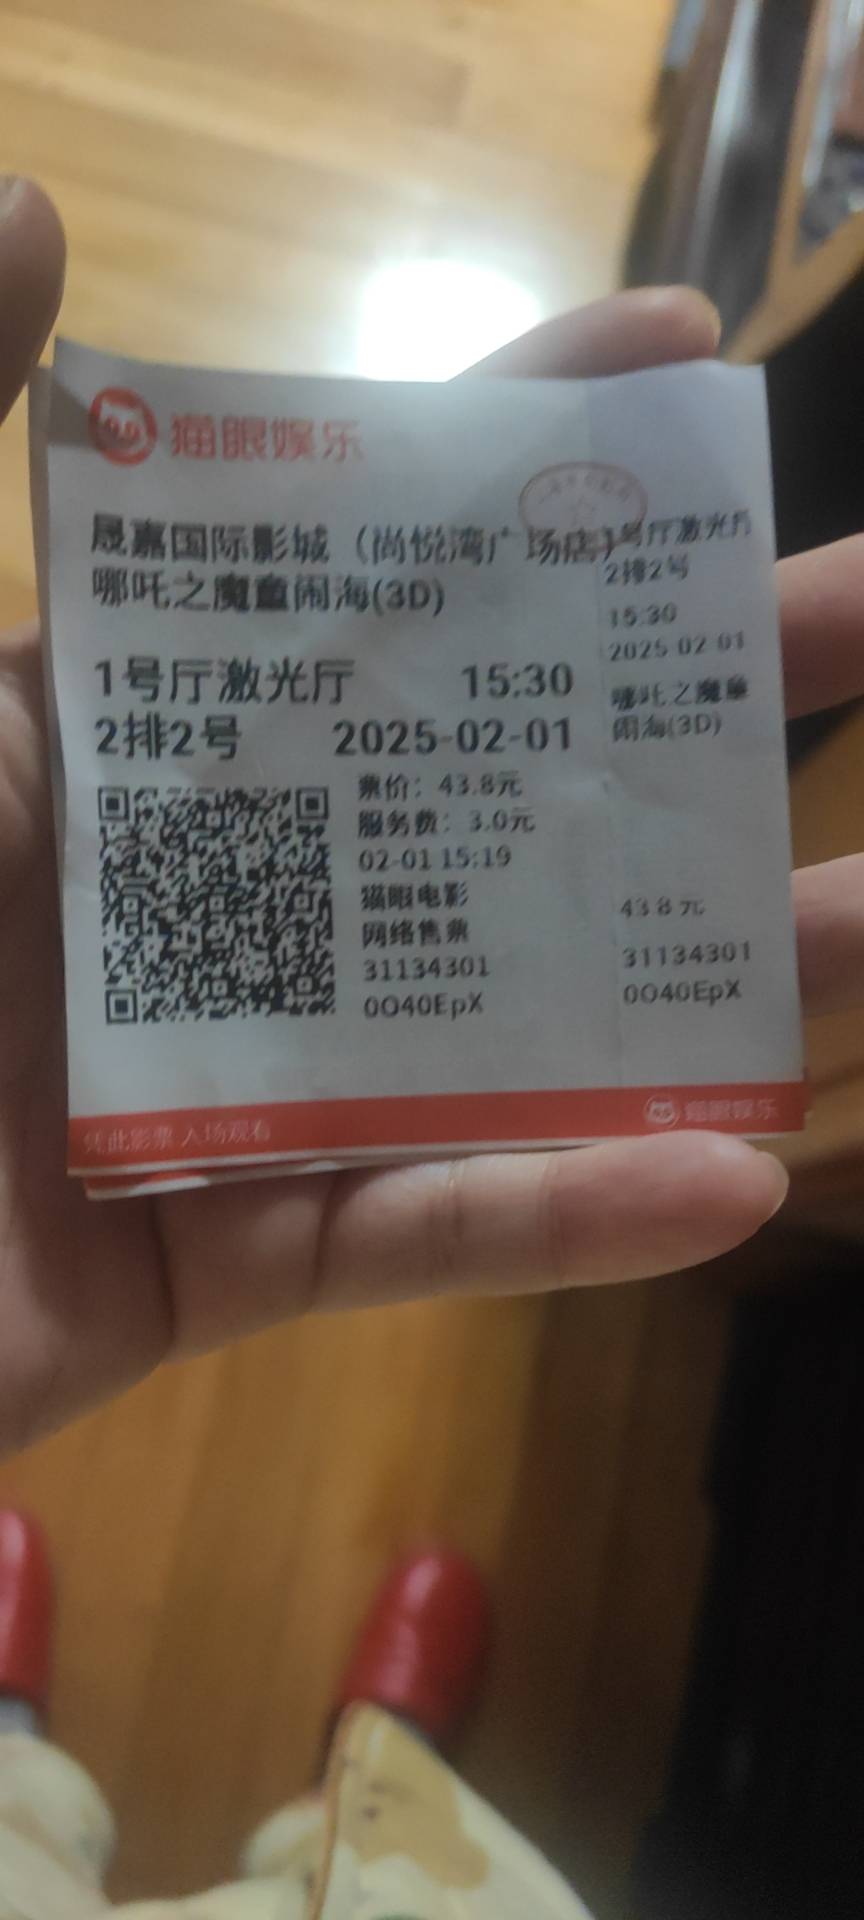 猫眼娱乐
晟嘉国际影城（尚悦湾广场店）
哪吒之魔童闹海(3D)
1号厅激光厅 15:30
2排2号 2025-02-01
票价：43.8元
服务费：3.0元
02-01 15:19
猫眼电影
网络售票
31134301
0O40EpX
号厅激光厅
2排2号
15:30
2025-02-01
哪吒之魔童
闹海(3D)
43.8元
31134301
0O40EpX
凭此影票 入场观看
猫眼娱乐